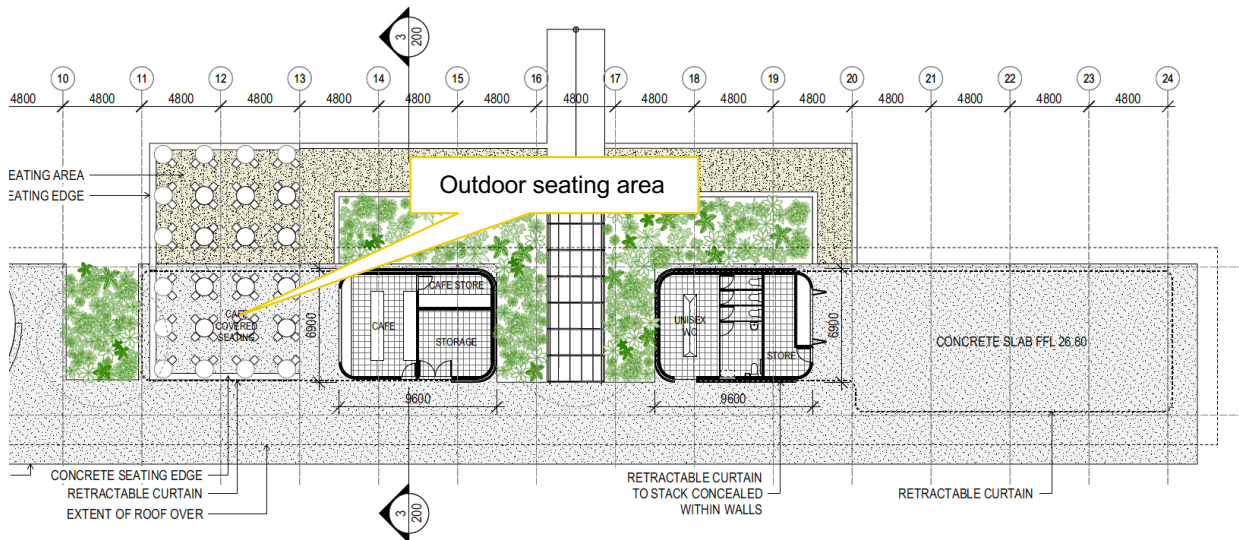 3
200
10 11 12 13 14 15 16 17 18 19 20 21 22 23 24
4800 4800 4800 4800 4800 4800 4800 4800 4800 4800 4800 4800 4800 4800 4800
EATING AREA
EATING EDGE
Outdoor seating area
CAFE STORE
CAFE
COVERED
SEATING
6900
CAFE
STORAGE
UNISEX
WC
STORE
6900
CONCRETE SLAB FFL 26.80
9600
9600
CONCRETE SEATING EDGE
RETRACTABLE CURTAIN
EXTENT OF ROOF OVER
RETRACTABLE CURTAIN
TO STACK CONCEALED
WITHIN WALLS
RETRACTABLE CURTAIN
3
200